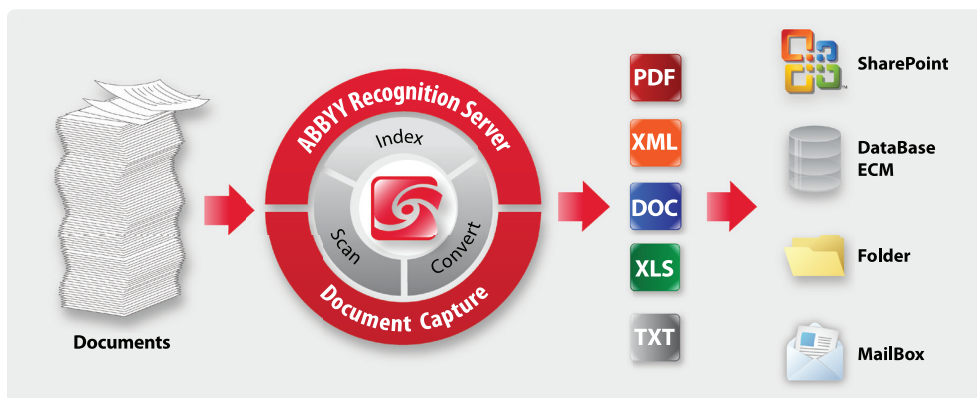 Documents
ABBYY Recognition Server
Index
Scan
Convert
Document Capture
PDF
XML
DOC
XLS
TXT
SharePoint
DataBase
ECM
Folder
MailBox